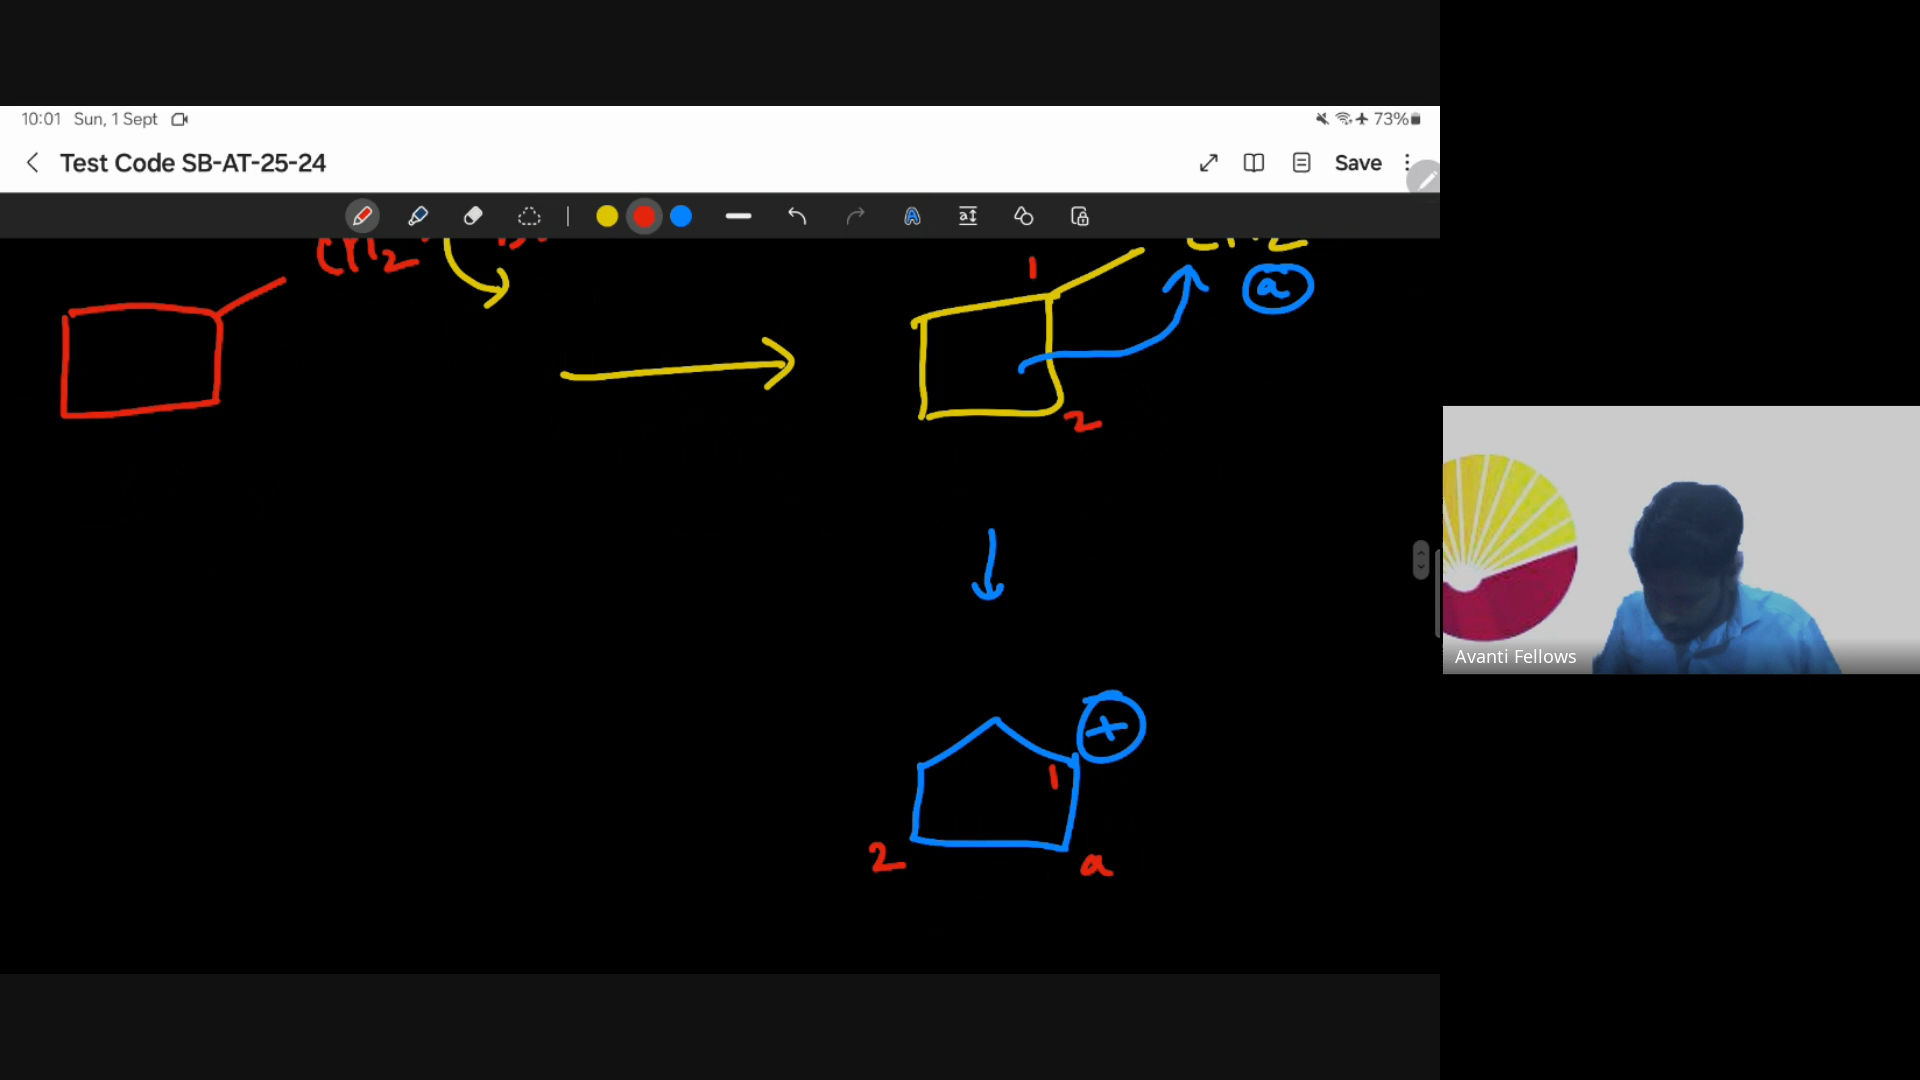 10:01 Sun, 1 Sept 73%
Test Code SB-AT-25-24 Save
CH2
1
a
2
+
1
2 a
Avanti Fellows